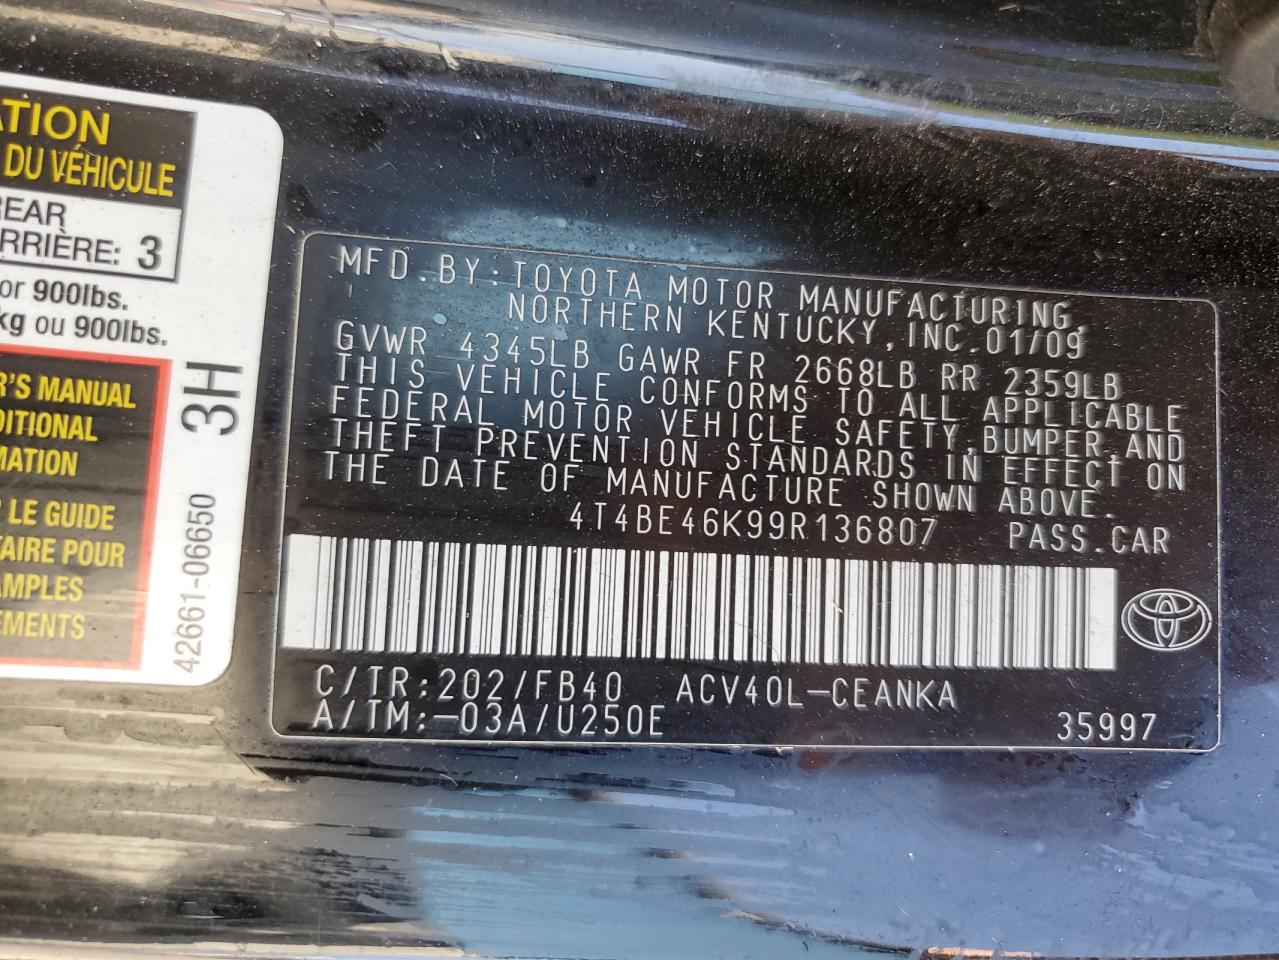 ATION
DU VÉHICULE
REAR
ARRIÈRE: 3
or 900lbs.
kg ou 900lbs.
R'S MANUAL
DITIONAL
MATION
LE GUIDE
TAIRE POUR
AMPLES
EMENTS
3H
42661-06650
MFD.BY:TOYOTA MOTOR MANUFACTURING,
NORTHERN KENTUCKY,INC.01/09
GVWR 4345LB GAWR FR 2668LB RR 2359LB
THIS VEHICLE CONFORMS TO ALL APPLICABLE
FEDERAL MOTOR VEHICLE SAFETY,BUMPER,AND
THEFT PREVENTION STANDARDS IN EFFECT ON
THE DATE OF MANUFACTURE SHOWN ABOVE.
4T4BE46K99R136807 PASS.CAR
C/TR:202/FB40 ACV40L-CEANKA
A/TM:-03A/U250E 35997